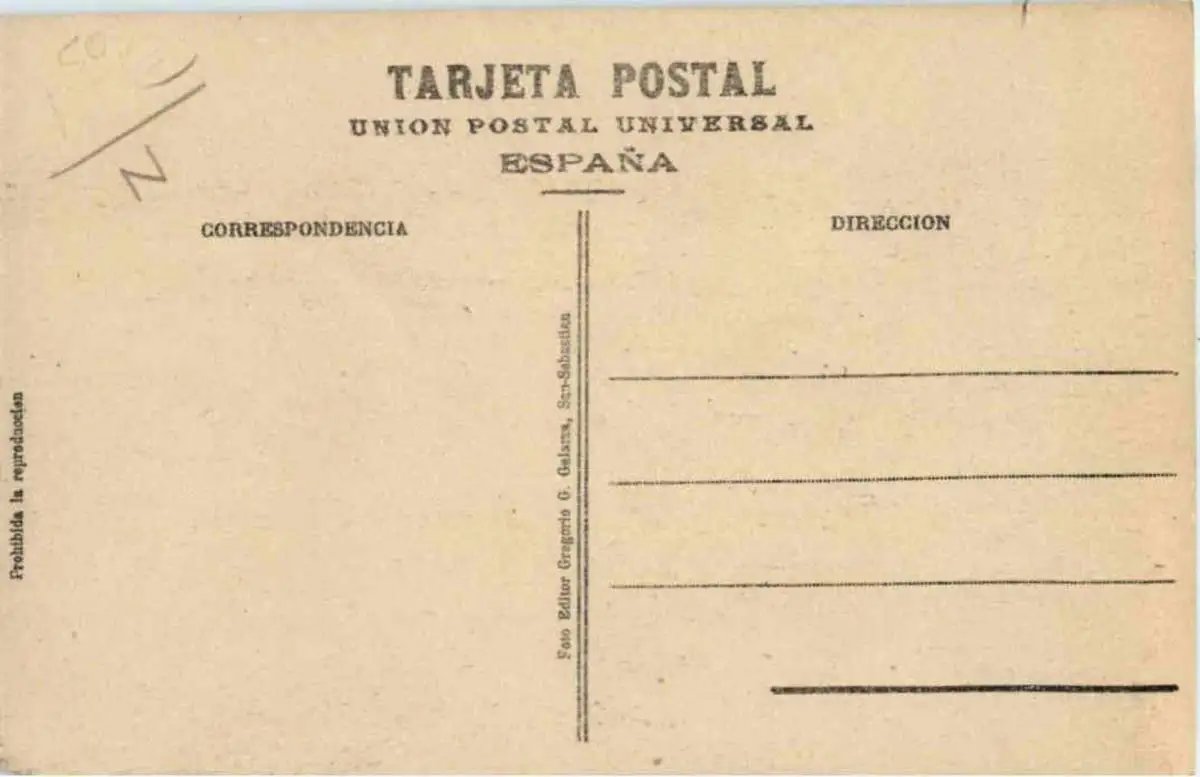 TARJETA POSTAL
UNION POSTAL UNIVERSAL
ESPAÑA
CORRESPONDENCIA
DIRECCION
Foto Editor Gregorio G. Galarza, San-Sebastian
Prohibida la reproduccion
N